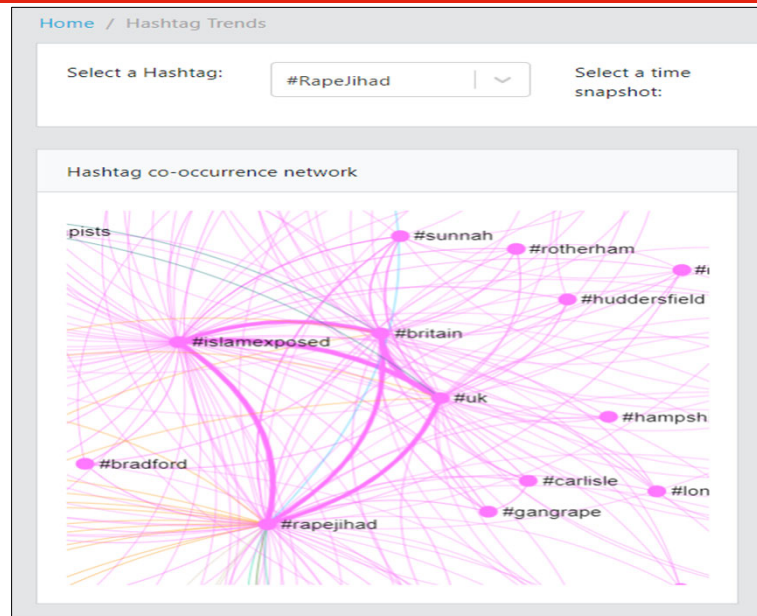 Home / Hashtag Trends
Select a Hashtag:
#RapeJihad
Select a time
snapshot:
Hashtag co-occurrence network
pists
#sunnah
#rotherham
#huddersfield
#britain
#islamexposed
#uk
#hampsh
#bradford
#carlisle
#lon
#gangrape
#rapejihad